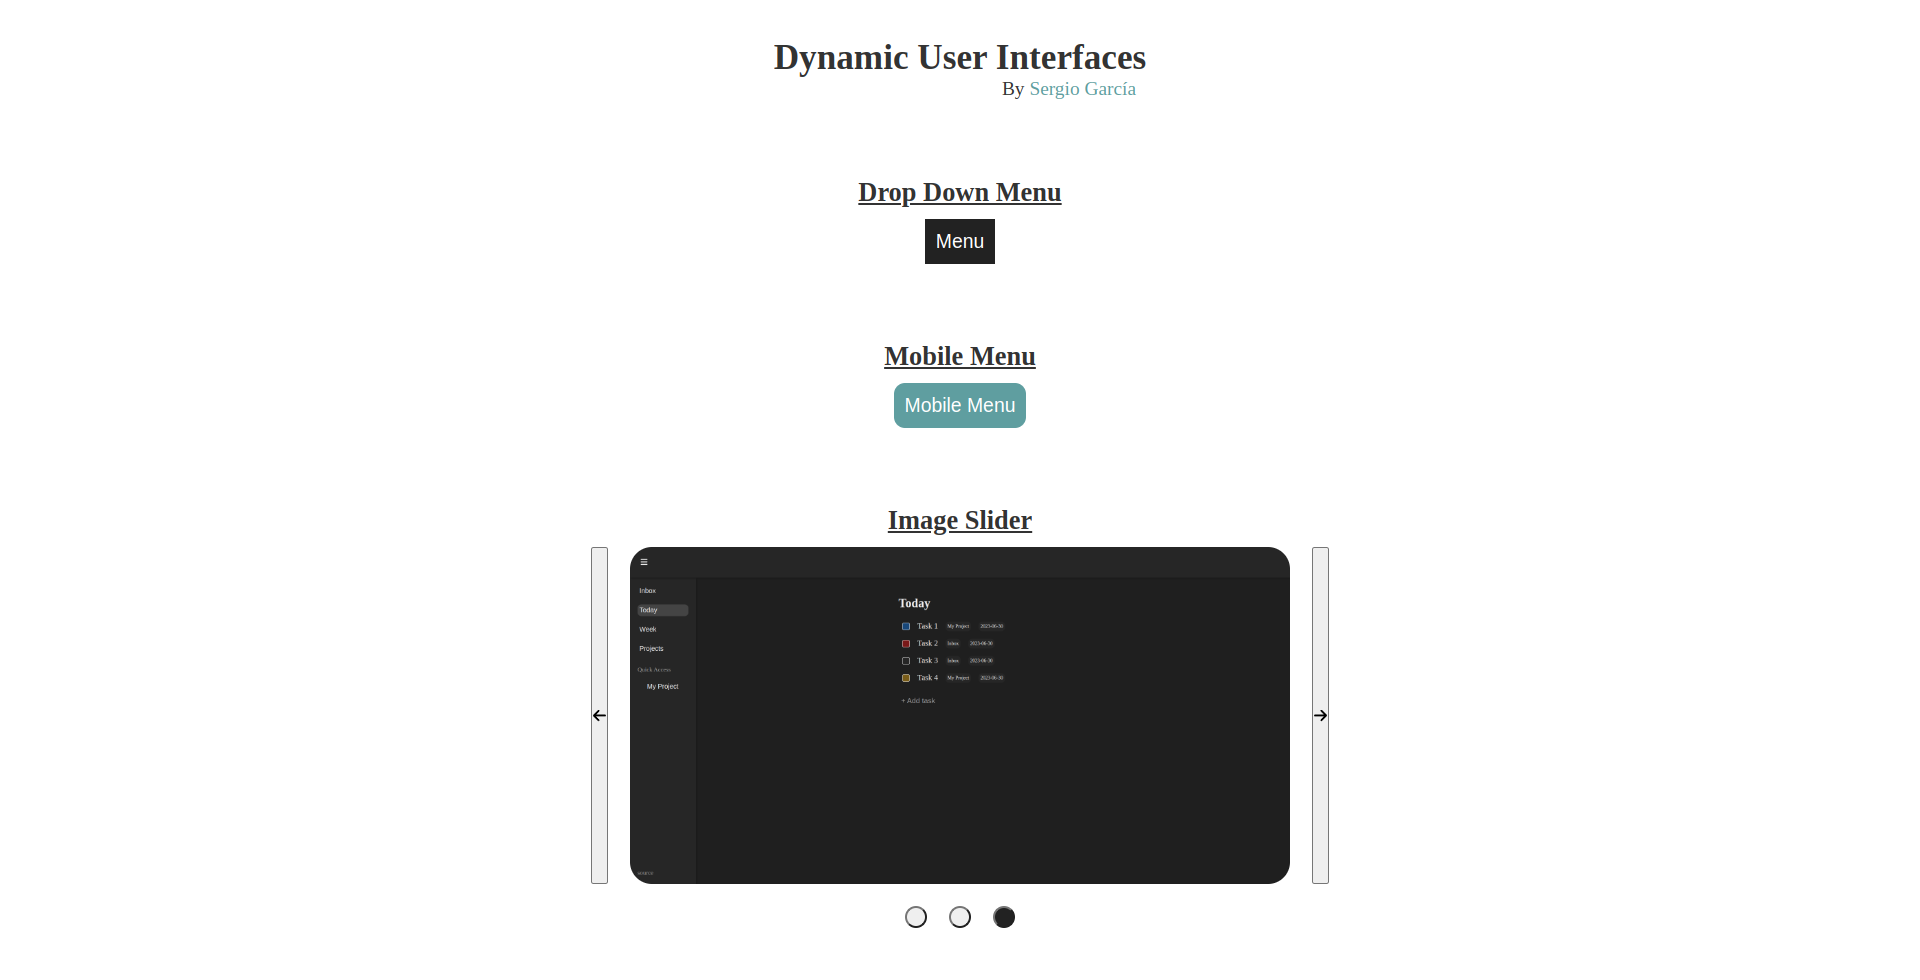 Dynamic User Interfaces
By Sergio García
Drop Down Menu
Menu
Mobile Menu
Mobile Menu
Image Slider
Inbox
Today
Week
Projects
Quick Access
My Project
Today
Task 1 My Project 2023-06-30
Task 2 Inbox 2023-06-30
Task 3 Inbox 2023-06-30
Task 4 My Project 2023-06-30
+ Add task